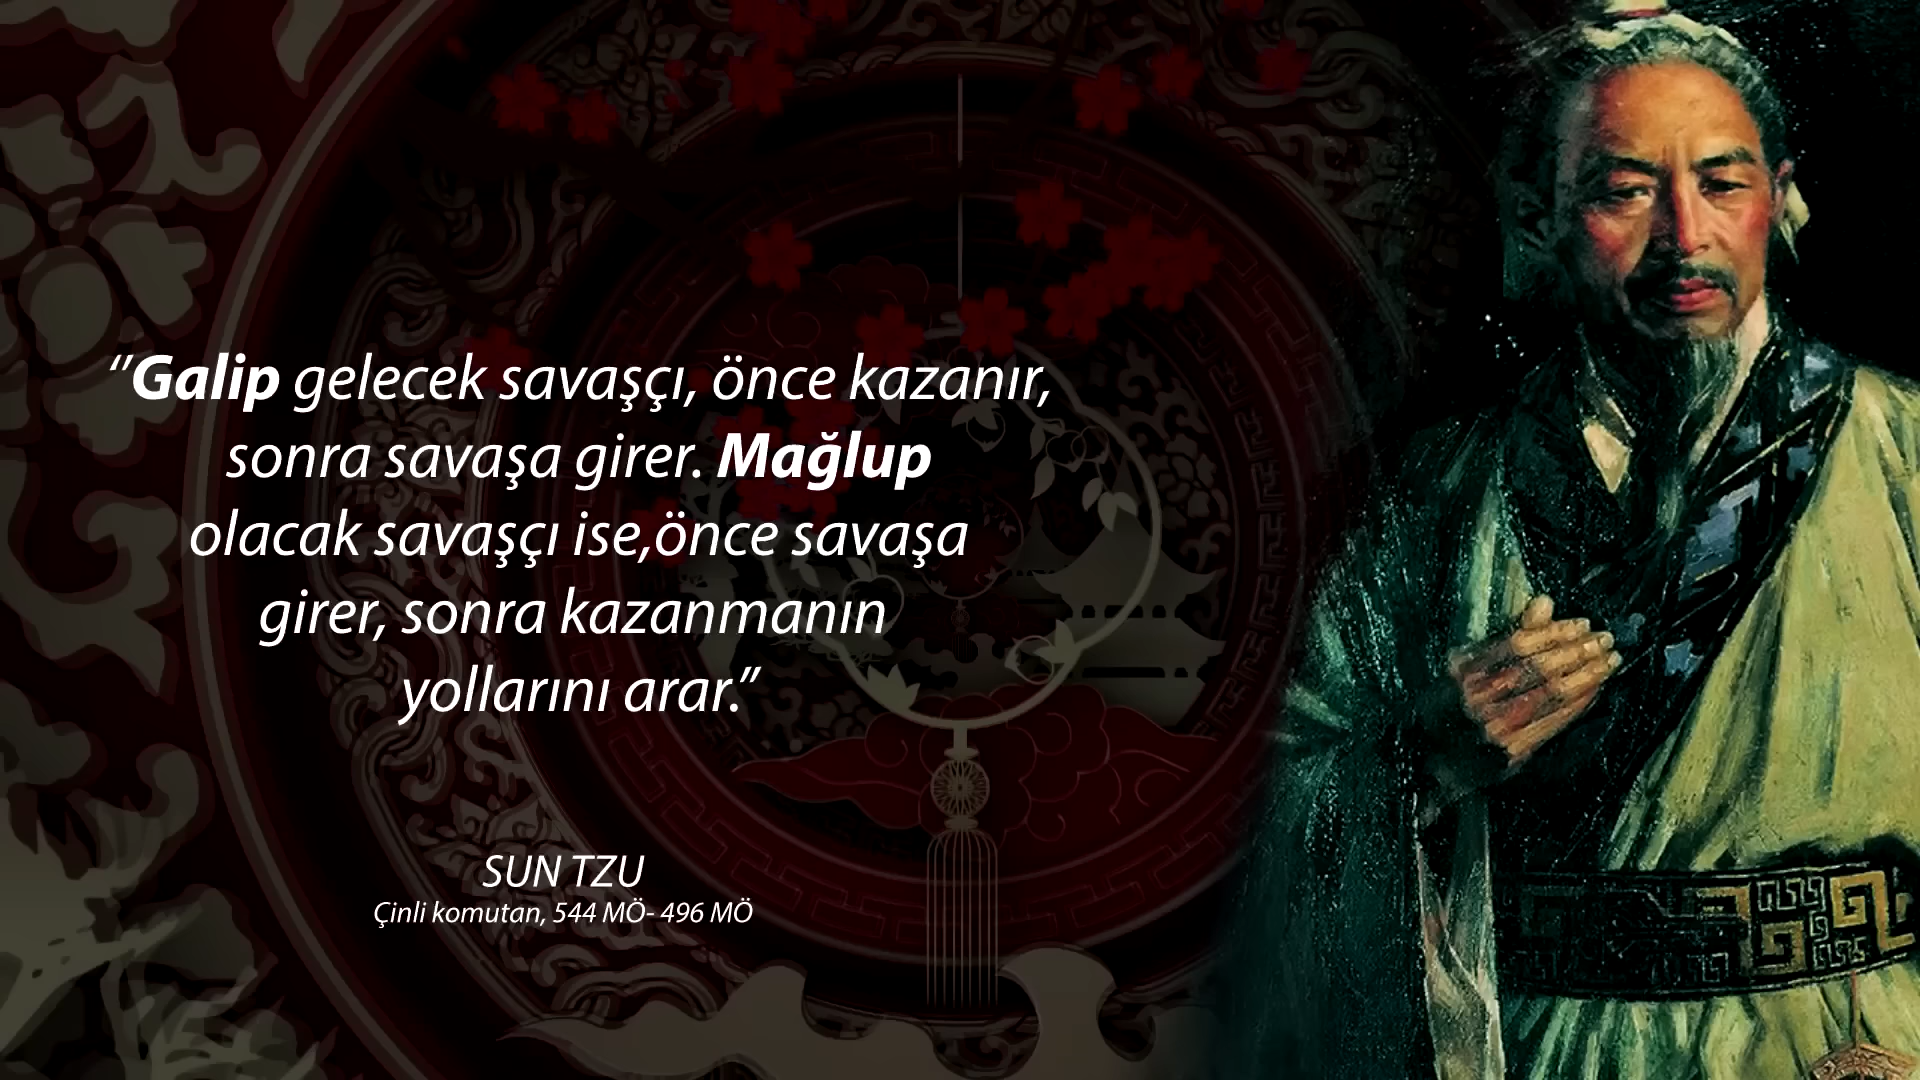 “Galip gelecek savaşçı, önce kazanır,
sonra savaşa girer. Mağlup
olacak savaşçı ise,önce savaşa
girer, sonra kazanmanın
yollarını arar.”
SUN TZU
Çinli komutan, 544 MÖ- 496 MÖ